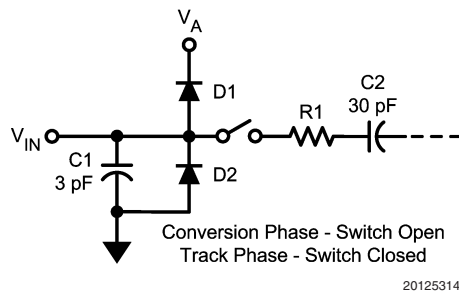 VA
D1
C2
30 pF
R1
VIN
C1
3 pF
D2
Conversion Phase - Switch Open
Track Phase - Switch Closed
20125314